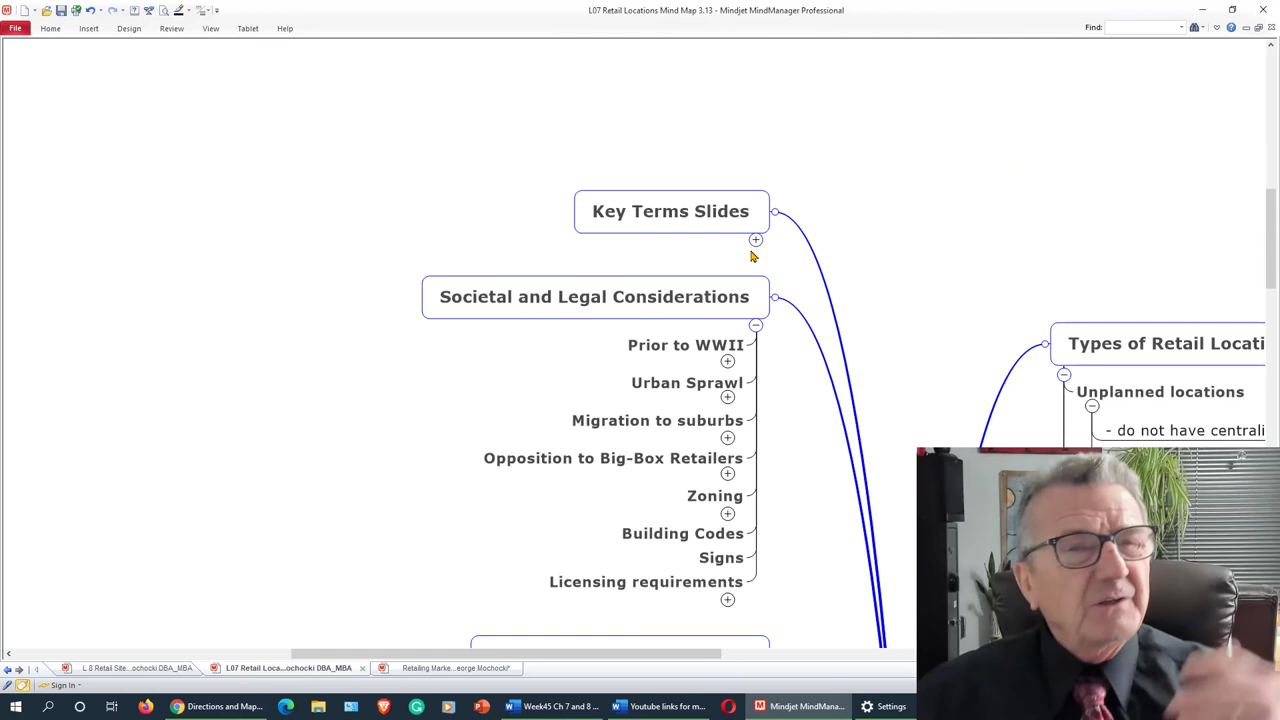 L07 Retail Locations Mind Map 3.13 - Mindjet MindManager Professional
File Home Insert Design Review View Tablet Help Find:
Key Terms Slides
Societal and Legal Considerations
Prior to WWII
Urban Sprawl
Migration to suburbs
Opposition to Big-Box Retailers
Zoning
Building Codes
Signs
Licensing requirements
Types of Retail Locati
Unplanned locations
- do not have centrali
L 8 Retail Site...ochocki DBA_MBA L07 Retail Loca...ochocki DBA_MBA Retailing Marke...eorge Mochocki*
Sign In
Directions and Map... Week45 Ch 7 and 8 ... Youtube links for m... Mindjet MindMana... Settings